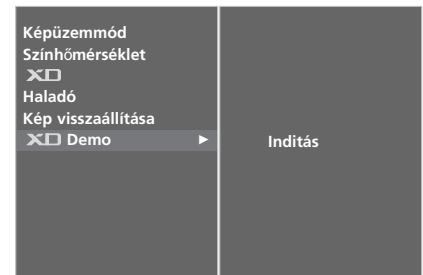 Képüzemmód
Színhőmérséklet
XD
Haladó
Kép visszaállítása
XD Demo ►
Inditás